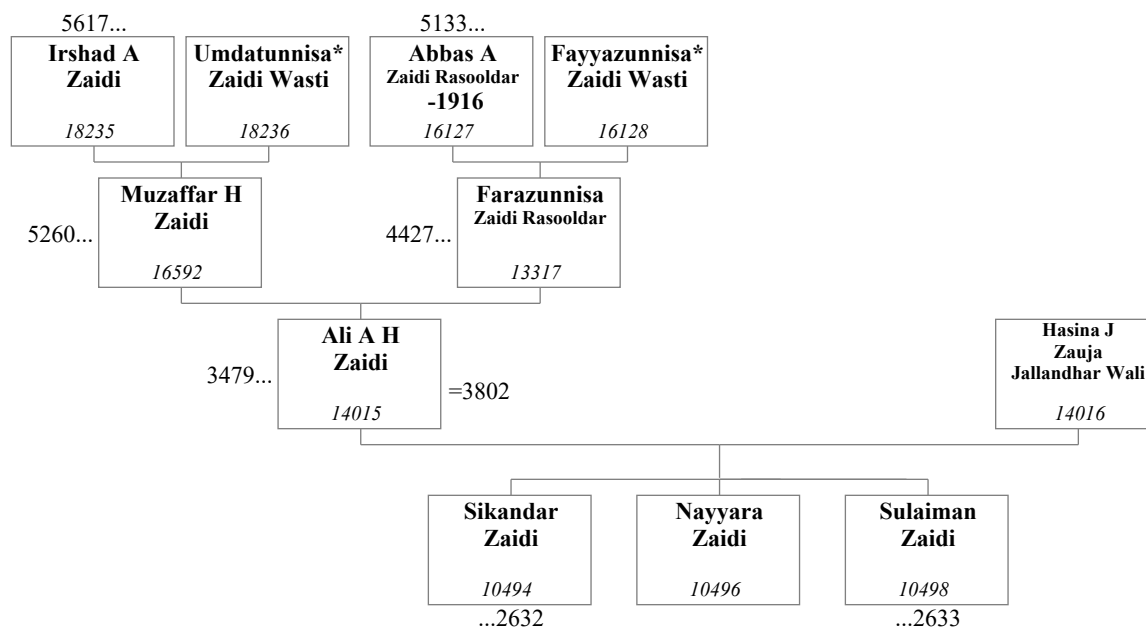 5617...
5133...
Irshad A
Zaidi
18235
Umdatunnisa*
Zaidi Wasti
18236
Abbas A
Zaidi Rasooldar
-1916
16127
Fayyazunnisa*
Zaidi Wasti
16128
5260...
Muzaffar H
Zaidi
16592
4427...
Farazunnisa
Zaidi Rasooldar
13317
3479...
Ali A H
Zaidi
14015
=3802
Hasina J
Zauja
Jallandhar Wali
14016
Sikandar
Zaidi
10494
...2632
Nayyara
Zaidi
10496
Sulaiman
Zaidi
10498
...2633